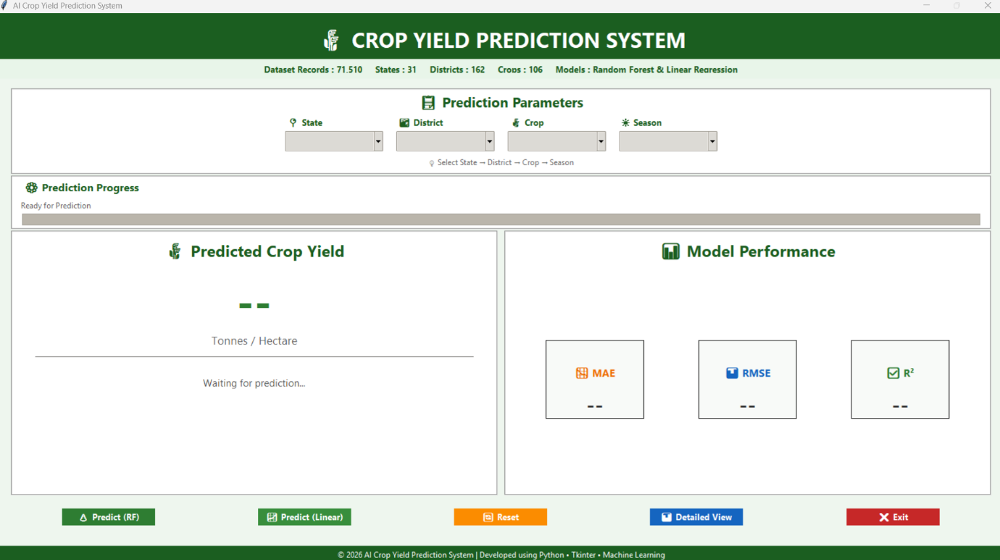 AI Crop Yield Prediction System
CROP YIELD PREDICTION SYSTEM
Dataset Records : 71,510 States : 31 Districts : 162 Crops : 106 Models : Random Forest & Linear Regression
Prediction Parameters
State District Crop Season
Select State → District → Crop → Season
Prediction Progress
Ready for Prediction
Predicted Crop Yield
--
Tonnes / Hectare
Waiting for prediction...
Model Performance
MAE RMSE R²
-- -- --
Predict (RF) Predict (Linear) Reset Detailed View Exit
© 2026 AI Crop Yield Prediction System | Developed using Python • Tkinter • Machine Learning